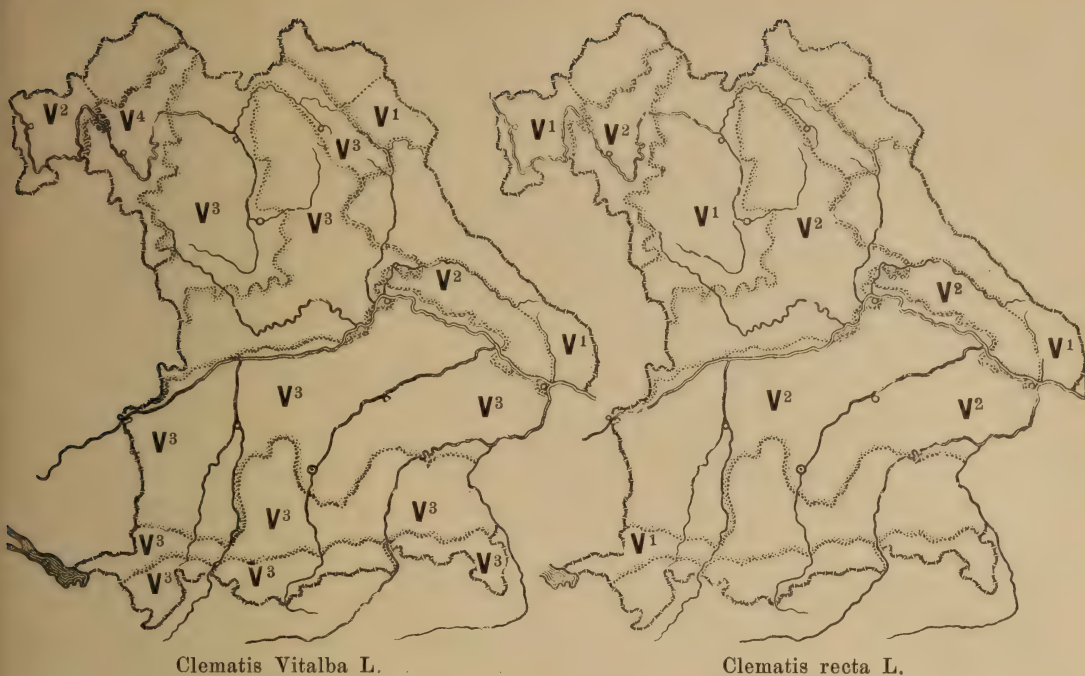 V²
V⁴
V¹
V³
V³
V³
V²
V¹
V³
V³
V³
V³
V³
V³
V³
V³
V³
Clematis Vitalba L.
V¹
V²
V¹
V²
V²
V¹
V²
V²
V¹
Clematis recta L.